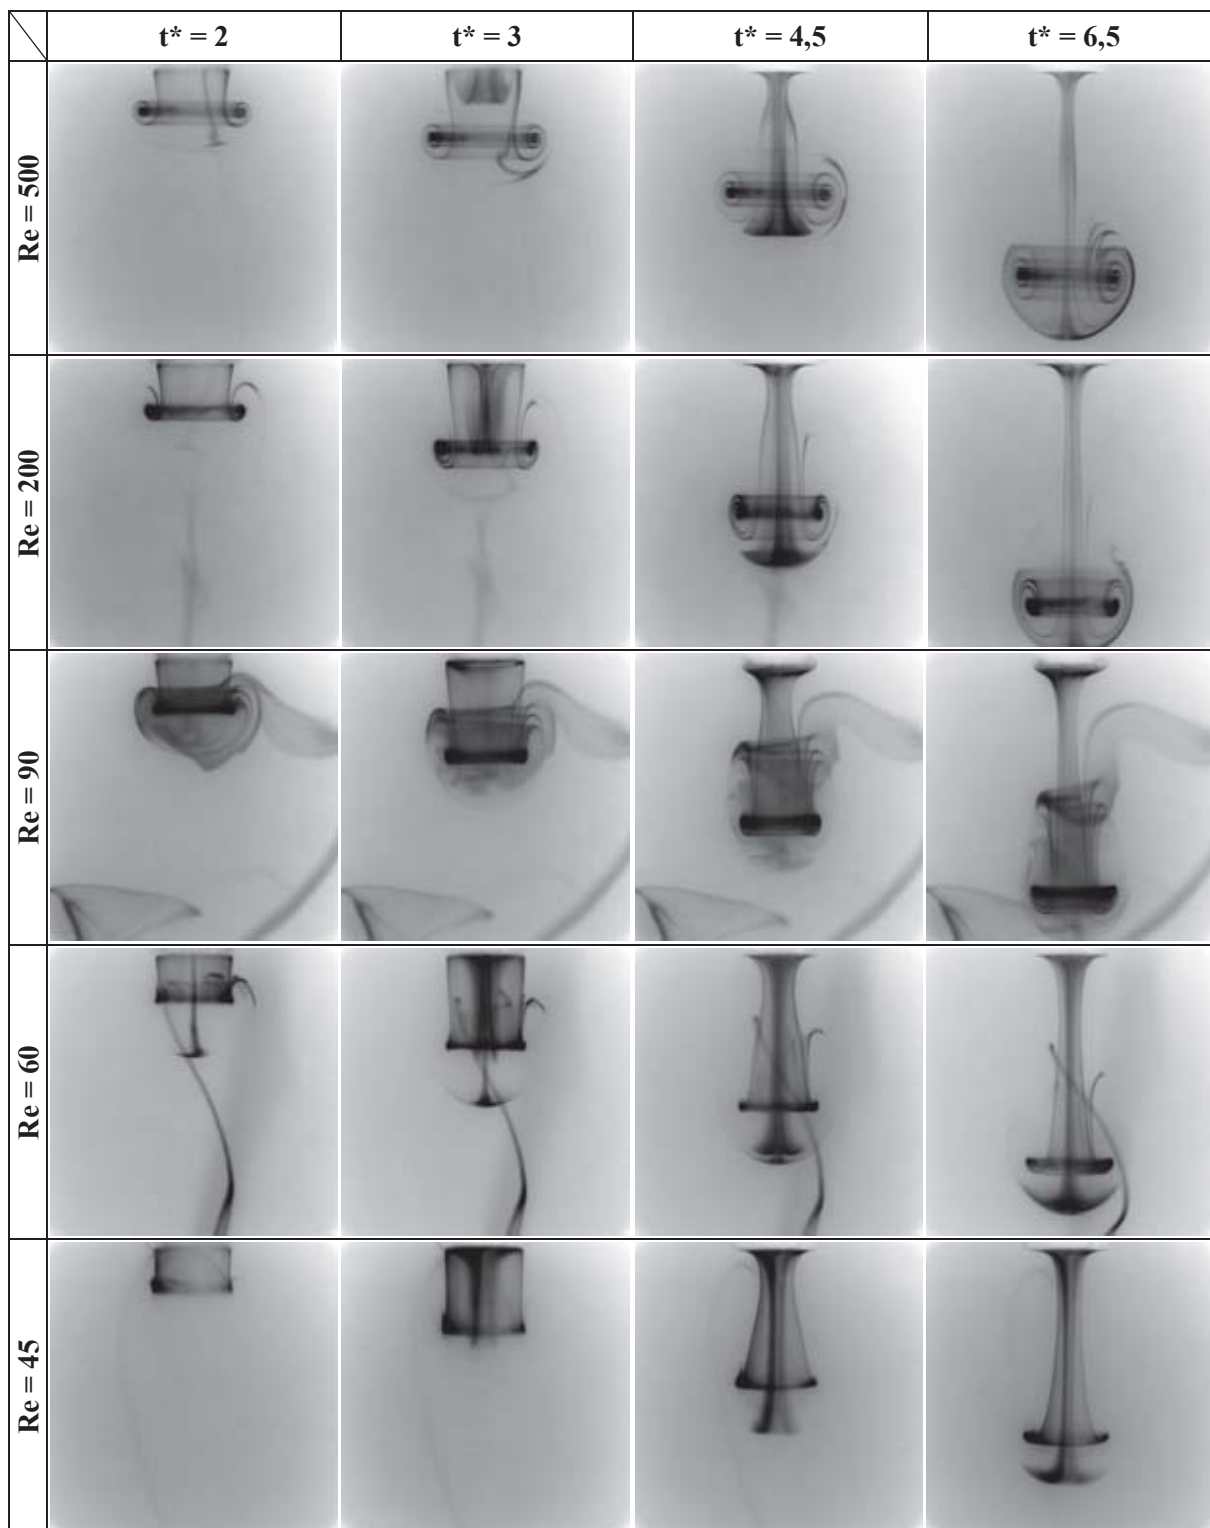 t* = 2
t* = 3
t* = 4,5
t* = 6,5
Re = 500
Re = 200
Re = 90
Re = 60
Re = 45